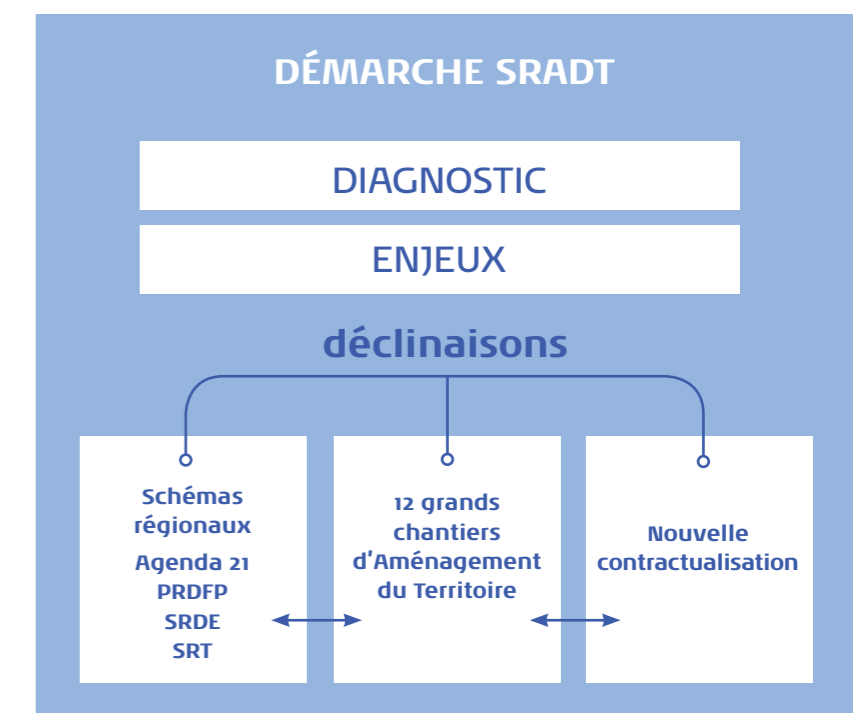 DÉMARCHE SRADT
DIAGNOSTIC
ENJEUX
déclinaisons
Schémas
régionaux
Agenda 21
PRDFP
SRDE
SRT
12 grands
chantiers
d'Aménagement
du Territoire
Nouvelle
contractualisation